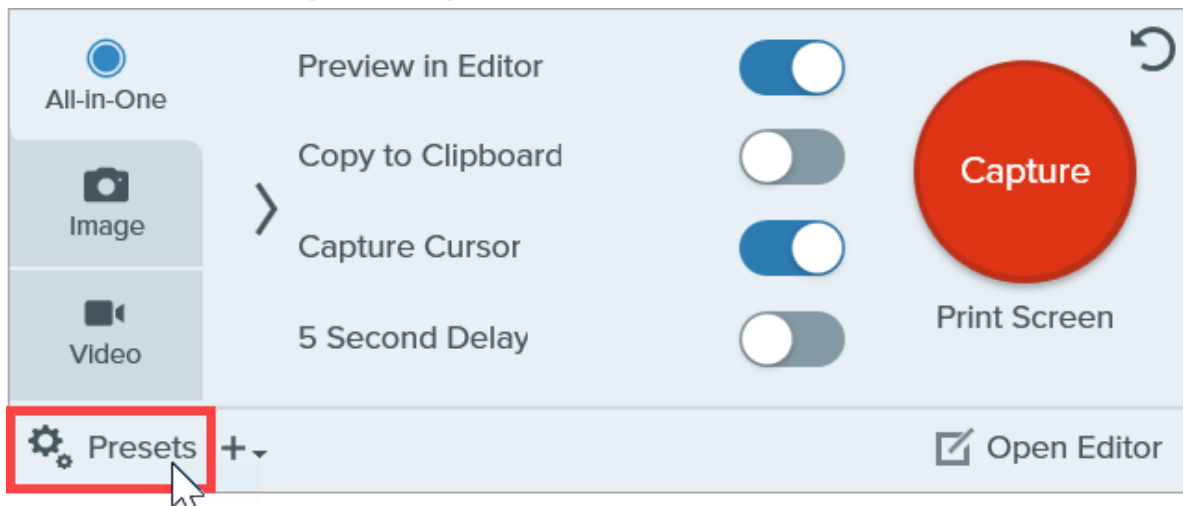 All-in-One
Image
Video
Preview in Editor
Copy to Clipboard
Capture Cursor
5 Second Delay
Capture
Print Screen
Presets
Open Editor